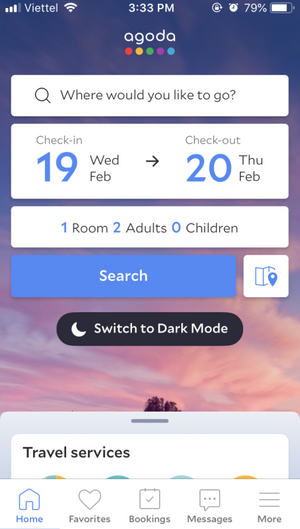 Viettel 3:33 PM 79%
agoda
Where would you like to go?
Check-in Check-out
19 Wed Feb → 20 Thu Feb
1 Room 2 Adults 0 Children
Search
Switch to Dark Mode
Travel services
Home Favorites Bookings Messages More